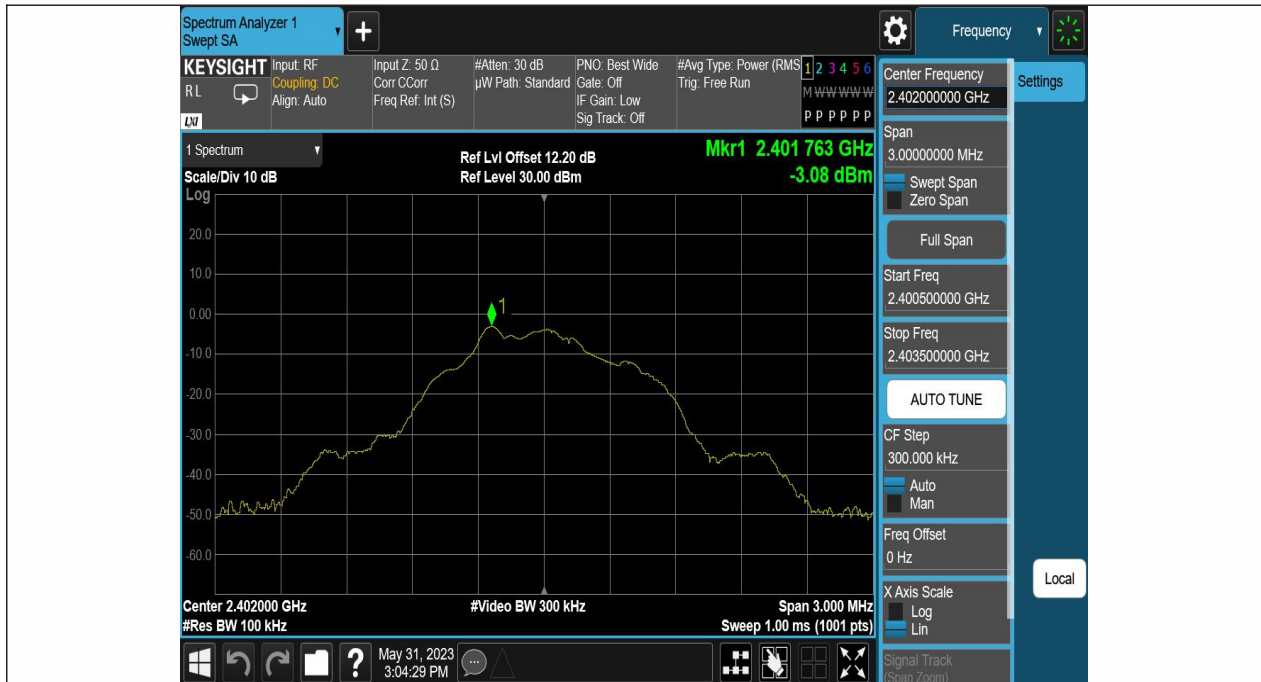 Spectrum Analyzer 1
Swept SA
+
Frequency
KEYSIGHT
R L
LXI
Input: RF
Coupling: DC
Align: Auto
Input Z: 50 Ω
Corr CCorr
Freq Ref: Int (S)
#Atten: 30 dB
µW Path: Standard
PNO: Best Wide
Gate: Off
IF Gain: Low
Sig Track: Off
#Avg Type: Power (RMS
Trig: Free Run
1 2 3 4 5 6
M W W W W W
P P P P P P
1 Spectrum
Scale/Div 10 dB
Log
Ref Lvl Offset 12.20 dB
Ref Level 30.00 dBm
Mkr1 2.401 763 GHz
-3.08 dBm
20.0
10.0
0.00
-10.0
-20.0
-30.0
-40.0
-50.0
-60.0
1
Center 2.402000 GHz
#Res BW 100 kHz
#Video BW 300 kHz
Span 3.000 MHz
Sweep 1.00 ms (1001 pts)
?
May 31, 2023
3:04:29 PM
Center Frequency
2.402000000 GHz
Span
3.00000000 MHz
Swept Span
Zero Span
Full Span
Start Freq
2.400500000 GHz
Stop Freq
2.403500000 GHz
AUTO TUNE
CF Step
300.000 kHz
Auto
Man
Freq Offset
0 Hz
X Axis Scale
Log
Lin
Signal Track
(Span Zoom)
Settings
Local